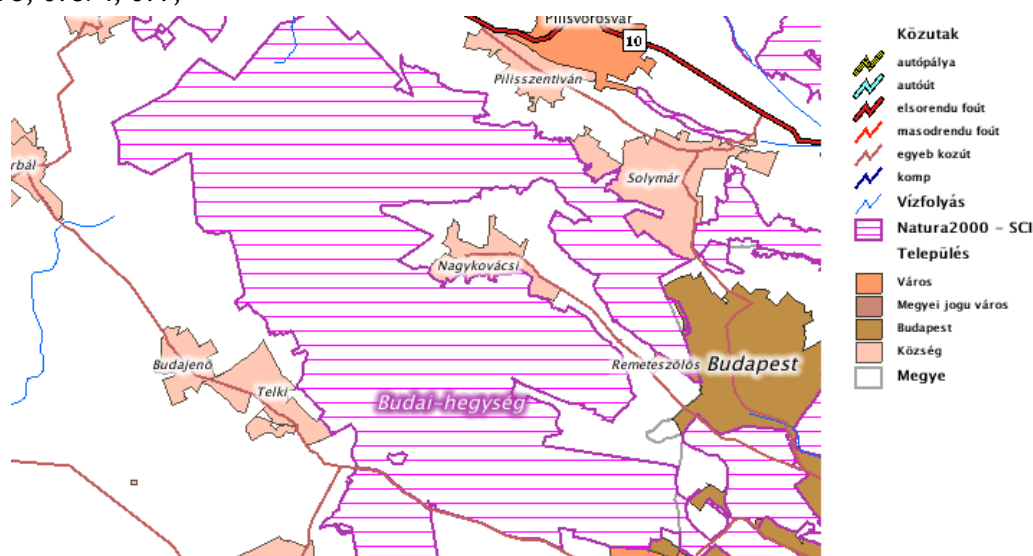 Pilisvörösvár
10
Pilisszentiván
Solymár
rbál
Nagykovácsi
Budajenő
Telki
Remeteszőlős
Budapest
Budai-hegység
Közutak
autópálya
autóút
elsorendu foút
masodrendu foút
egyeb kozút
komp
Vízfolyás
Natura2000 - SCI
Település
Város
Megyei jogu város
Budapest
Község
Megye